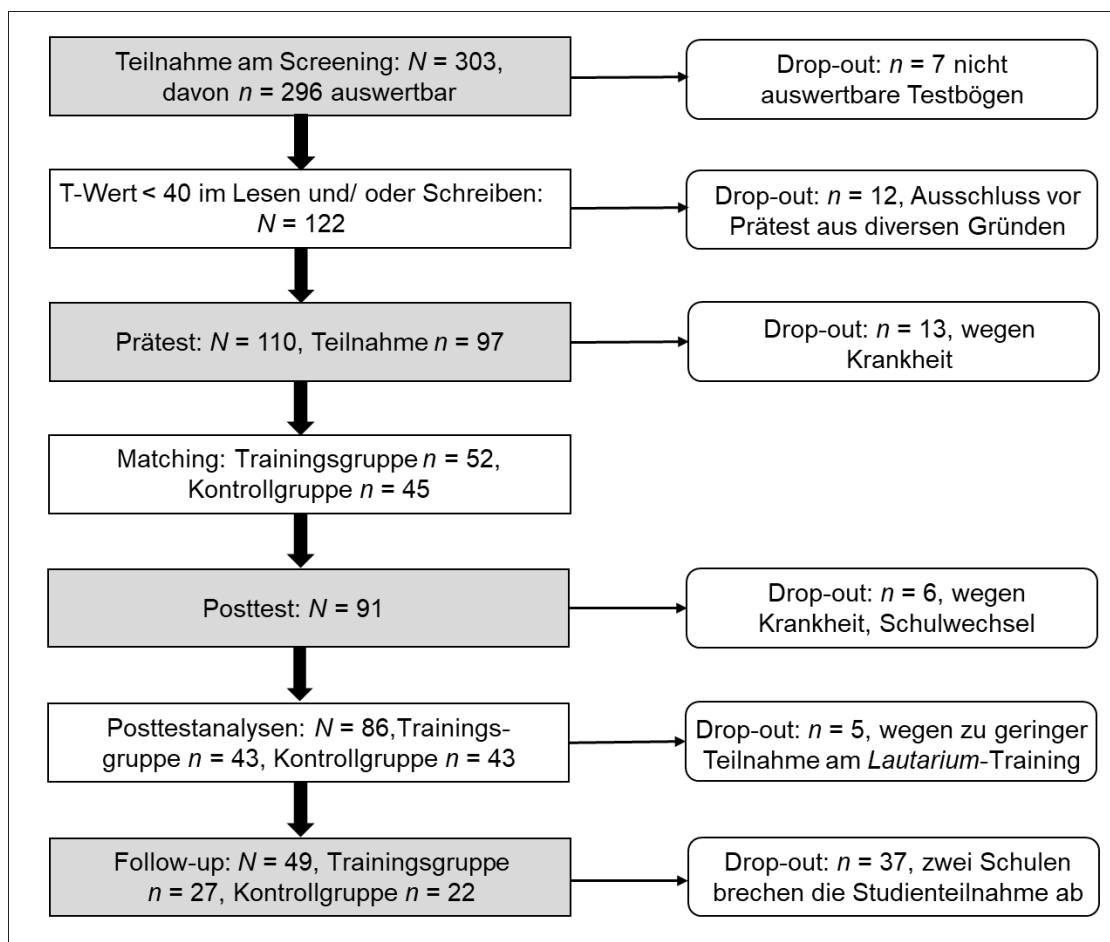 Teilnahme am Screening: N = 303,
davon n = 296 auswertbar
Drop-out: n = 7 nicht
auswertbare Testbögen
T-Wert < 40 im Lesen und/ oder Schreiben:
N = 122
Drop-out: n = 12, Ausschluss vor
Prätest aus diversen Gründen
Prätest: N = 110, Teilnahme n = 97
Drop-out: n = 13, wegen
Krankheit
Matching: Trainingsgruppe n = 52,
Kontrollgruppe n = 45
Posttest: N = 91
Drop-out: n = 6, wegen
Krankheit, Schulwechsel
Posttestanalysen: N = 86,Trainings-
gruppe n = 43, Kontrollgruppe n = 43
Drop-out: n = 5, wegen zu geringer
Teilnahme am Lautarium-Training
Follow-up: N = 49, Trainingsgruppe
n = 27, Kontrollgruppe n = 22
Drop-out: n = 37, zwei Schulen
brechen die Studienteilnahme ab